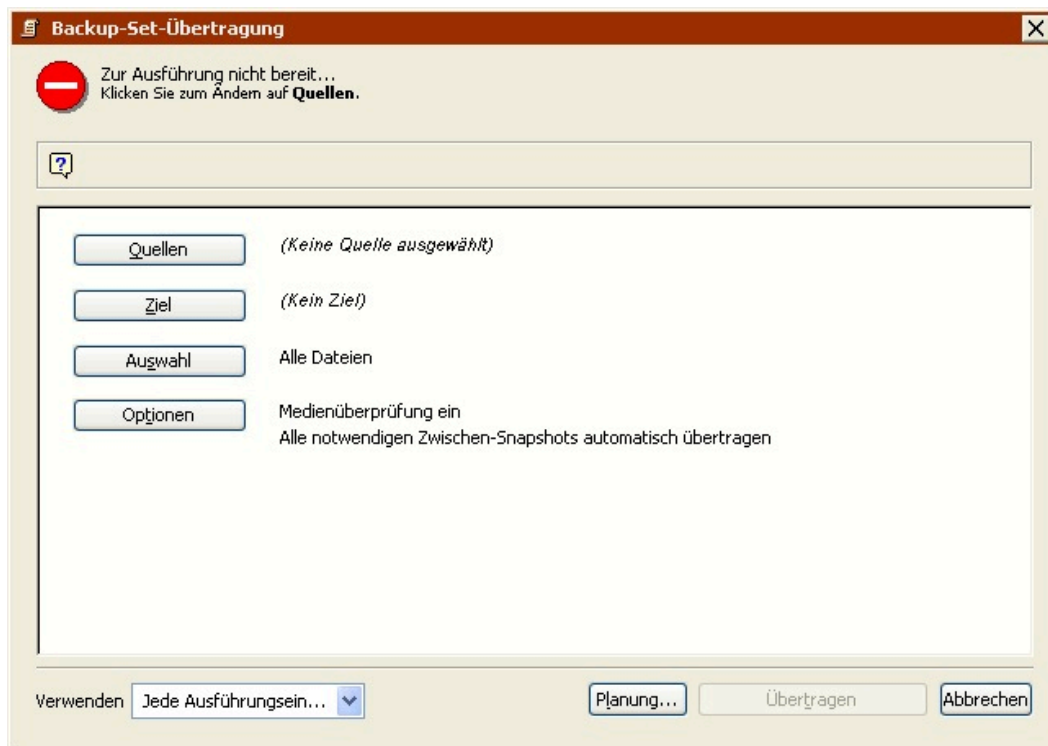 Backup-Set-Übertragung
Zur Ausführung nicht bereit...
Klicken Sie zum Ändern auf Quellen.
?
Quellen (Keine Quelle ausgewählt)
Ziel (Kein Ziel)
Auswahl Alle Dateien
Optionen Medienüberprüfung ein
Alle notwendigen Zwischen-Snapshots automatisch übertragen
Verwenden Jede Ausführungsein... Planung... Übertragen Abbrechen